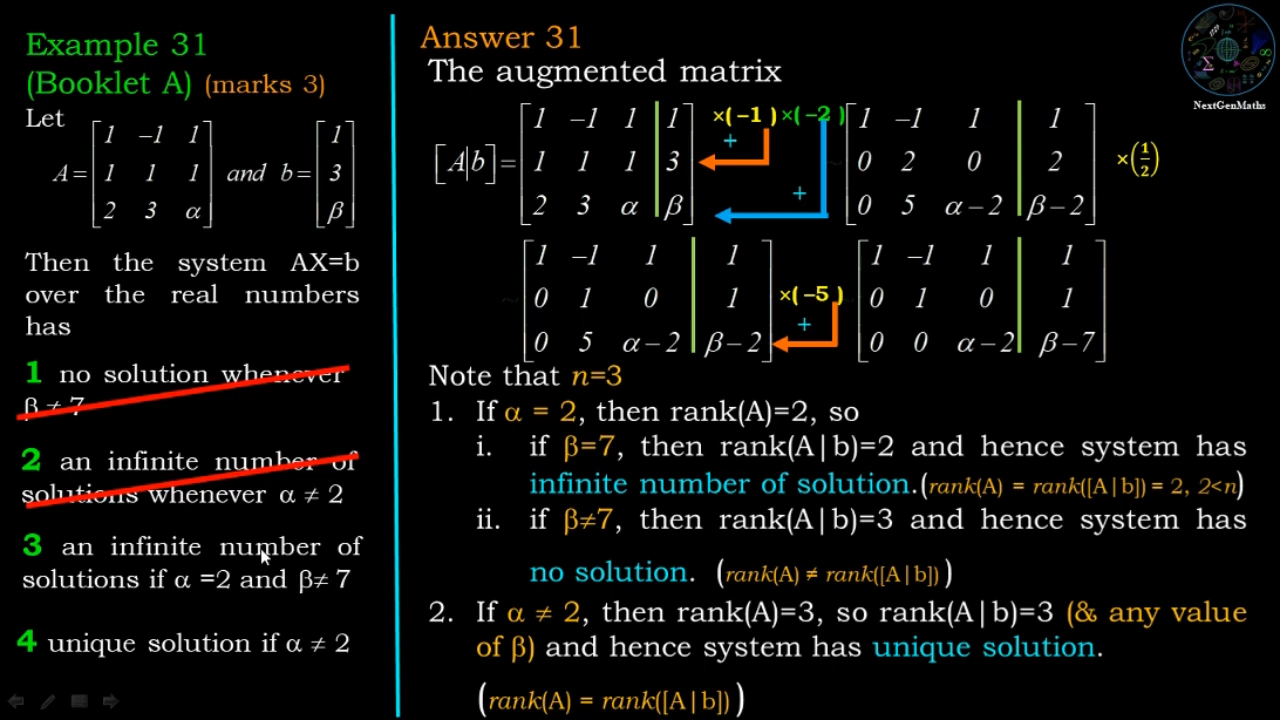 Example 31
(Booklet A) (marks 3)
Let
A = [1 −1 1; 1 1 1; 2 3 α] and b = [1; 3; β]
Then the system AX=b
over the real numbers
has
1 no solution whenever
β ≠ 7
2 an infinite number of
solutions whenever α ≠ 2
3 an infinite number of
solutions if α =2 and β≠ 7
4 unique solution if α ≠ 2
Answer 31
The augmented matrix
[A|b] = [1 −1 1 | 1; 1 1 1 | 3; 2 3 α | β] ×(−1) ×(−2) + + ~ [1 −1 1 | 1; 0 2 0 | 2; 0 5 α−2 | β−2] ×(1/2)
~ [1 −1 1 | 1; 0 1 0 | 1; 0 5 α−2 | β−2] ×(−5) + [1 −1 1 | 1; 0 1 0 | 1; 0 0 α−2 | β−7]
Note that n=3
1. If α = 2, then rank(A)=2, so
i. if β=7, then rank(A|b)=2 and hence system has
infinite number of solution.(rank(A) = rank([A|b]) = 2, 2<n)
ii. if β≠7, then rank(A|b)=3 and hence system has
no solution. (rank(A) ≠ rank([A|b]))
2. If α ≠ 2, then rank(A)=3, so rank(A|b)=3 (& any value
of β) and hence system has unique solution.
(rank(A) = rank([A|b]))
NextGenMaths